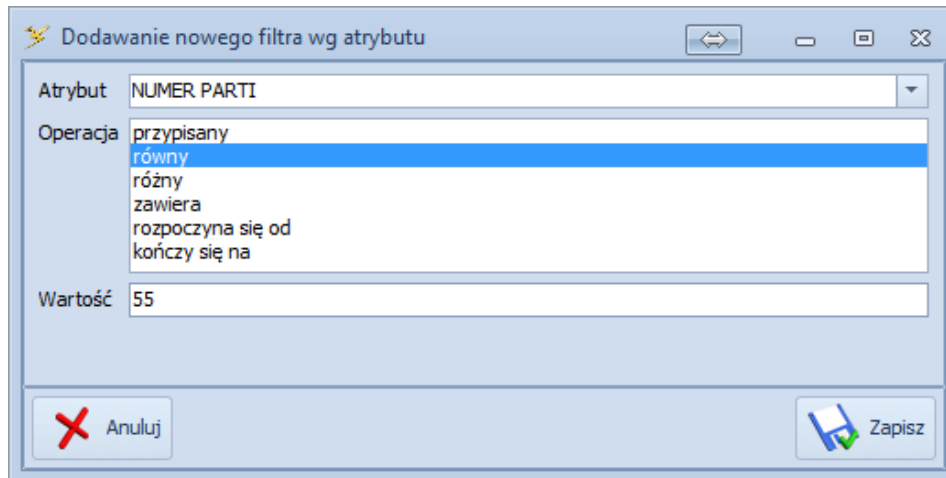 Dodawanie nowego filtra wg atrybutu
Atrybut NUMER PARTI
Operacja przypisany
równy
różny
zawiera
rozpoczyna się od
kończy się na
Wartość 55
Anuluj Zapisz